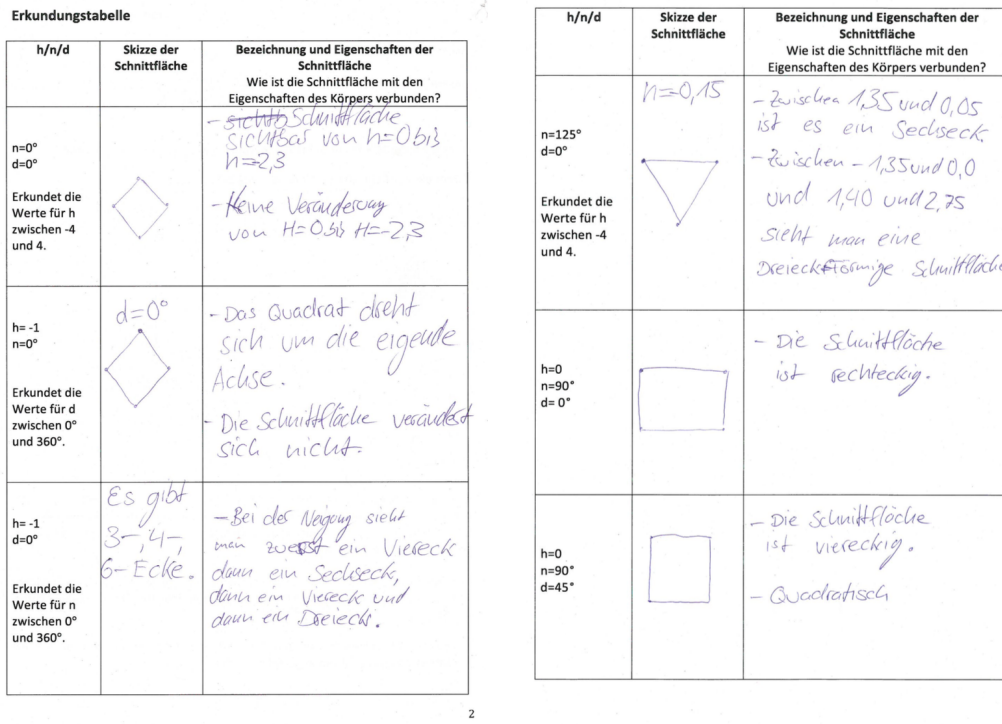 Erkundungstabelle
h/n/d
Skizze der
Schnittfläche
Bezeichnung und Eigenschaften der
Schnittfläche
Wie ist die Schnittfläche mit den
Eigenschaften des Körpers verbunden?
n=0°
d=0°
Erkundet die
Werte für h
zwischen -4
und 4.
- Schnittfläche
sichtbar von h=0 bis
h=-2,3
- Keine Veränderung
von H=0 bis H=-2,3
h= -1
n=0°
Erkundet die
Werte für d
zwischen 0°
und 360°.
d=0°
- Das Quadrat dreht
sich um die eigende
Achse.
- Die Schnittfläche verändert
sich nicht.
h= -1
d=0°
Erkundet die
Werte für n
zwischen 0°
und 360°.
Es gibt
3-, 4-,
6-Ecke.
- Bei der Neigung sieht
man zuerst ein Viereck
dann ein Sechseck,
dann ein Viereck und
dann ein Dreieck.
2
h/n/d
Skizze der
Schnittfläche
Bezeichnung und Eigenschaften der
Schnittfläche
Wie ist die Schnittfläche mit den
Eigenschaften des Körpers verbunden?
n=125°
d=0°
Erkundet die
Werte für h
zwischen -4
und 4.
h=0,15
- Zwischen 1,35 und 0,05
ist es ein Sechseck.
- Zwischen -1,35 und 0,0
und 1,40 und 2,75
sieht man eine
Dreiecksförmige Schnittfläche
h=0
n=90°
d= 0°
- Die Schnittfläche
ist rechteckig.
h=0
n=90°
d=45°
- Die Schnittfläche
ist viereckig.
- Quadratisch